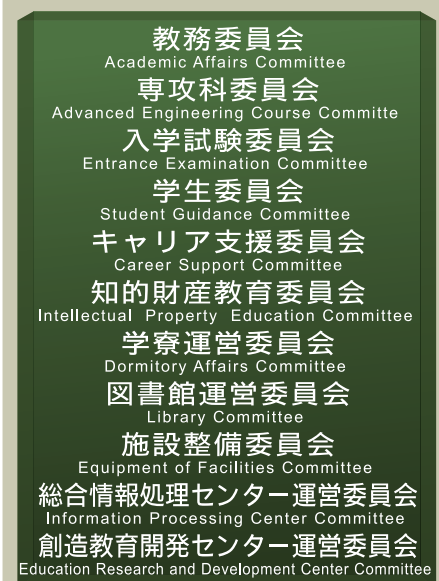 教務委員会
Academic Affairs Committee
専攻科委員会
Advanced Engineering Course Committe
入学試験委員会
Entrance Examination Committee
学生委員会
Student Guidance Committee
キャリア支援委員会
Career Support Committee
知的財産教育委員会
Intellectual Property Education Committee
学寮運営委員会
Dormitory Affairs Committee
図書館運営委員会
Library Committee
施設整備委員会
Equipment of Facilities Committee
総合情報処理センター運営委員会
Information Processing Center Committee
創造教育開発センター運営委員会
Education Research and Development Center Committee